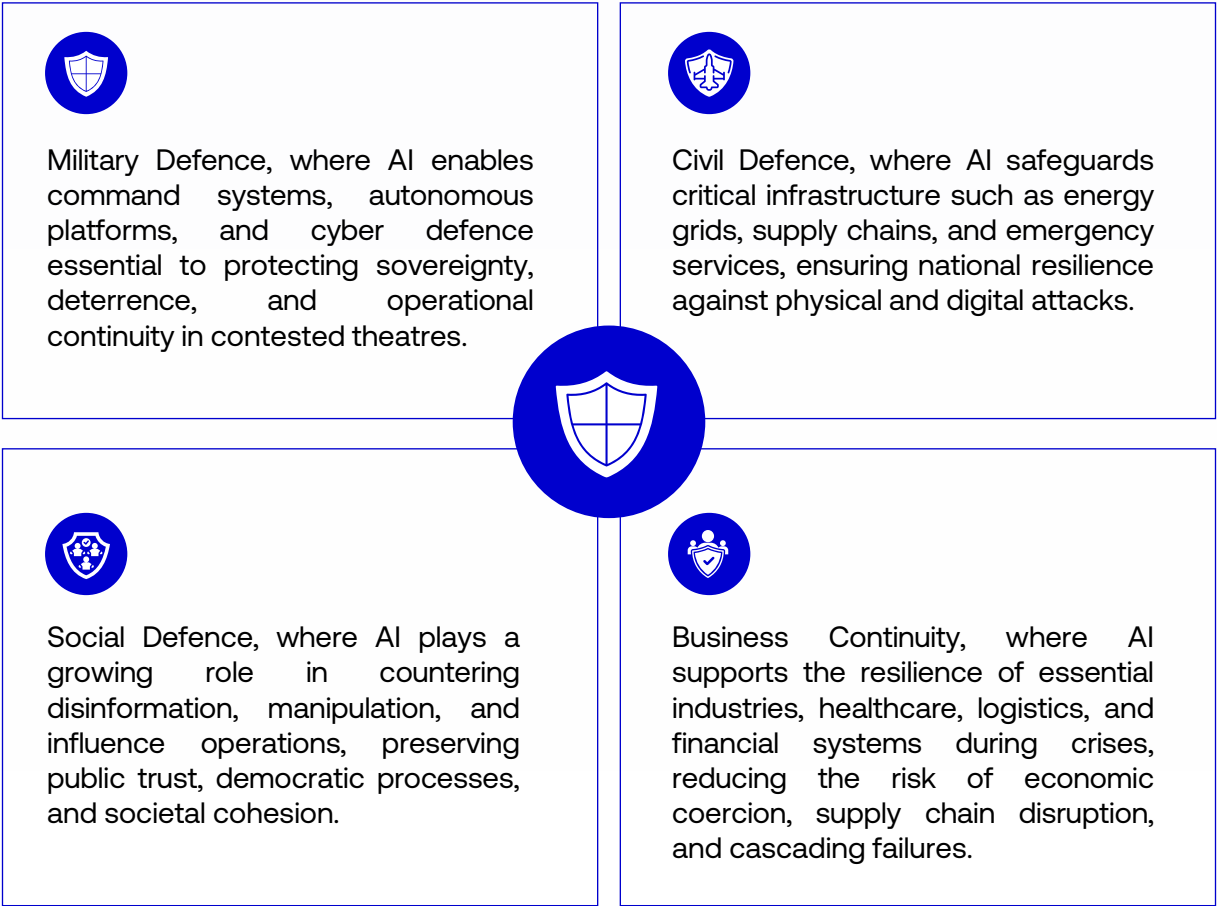 Military Defence, where AI enables
command systems, autonomous
platforms, and cyber defence
essential to protecting sovereignty,
deterrence, and operational
continuity in contested theatres.
Civil Defence, where AI safeguards
critical infrastructure such as energy
grids, supply chains, and emergency
services, ensuring national resilience
against physical and digital attacks.
Social Defence, where AI plays a
growing role in countering
disinformation, manipulation, and
influence operations, preserving
public trust, democratic processes,
and societal cohesion.
Business Continuity, where AI
supports the resilience of essential
industries, healthcare, logistics, and
financial systems during crises,
reducing the risk of economic
coercion, supply chain disruption,
and cascading failures.